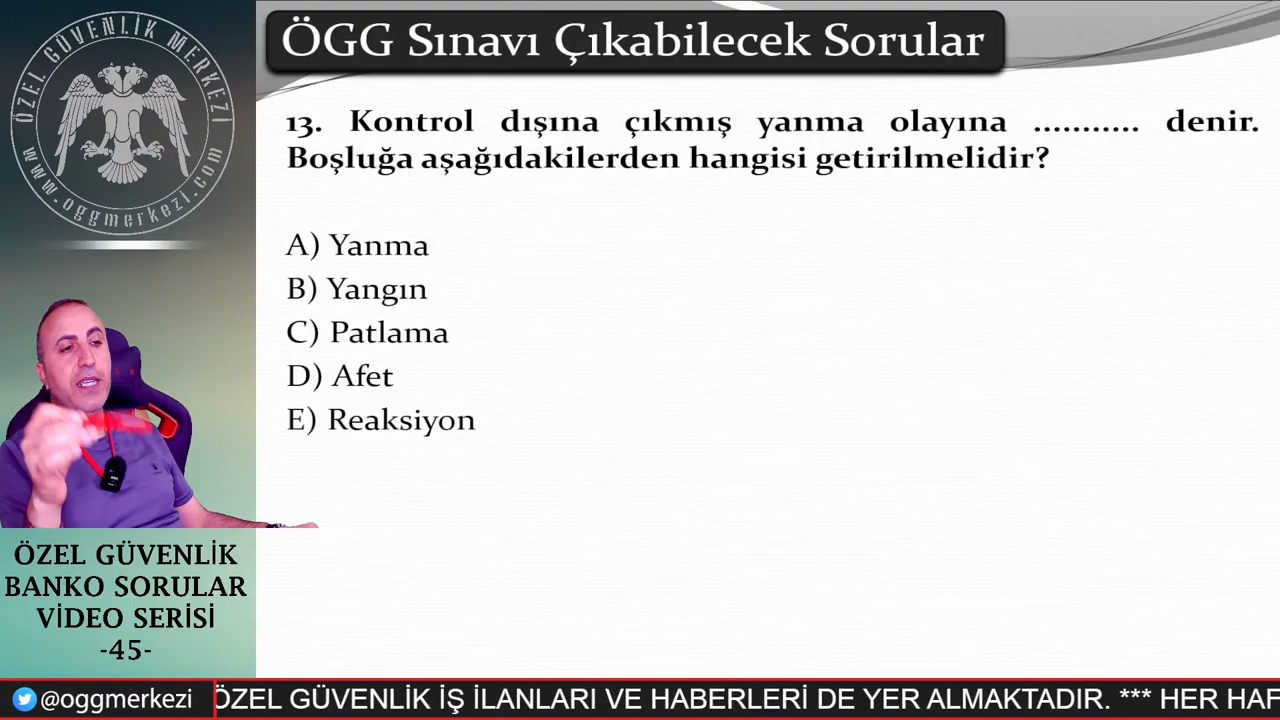 ÖZEL GÜVENLİK MERKEZİ
www.oggmerkezi.com
ÖGG Sınavı Çıkabilecek Sorular
13. Kontrol dışına çıkmış yanma olayına ........... denir.
Boşluğa aşağıdakilerden hangisi getirilmelidir?
A) Yanma
B) Yangın
C) Patlama
D) Afet
E) Reaksiyon
ÖZEL GÜVENLİK
BANKO SORULAR
VİDEO SERİSİ
-45-
@oggmerkezi ÖZEL GÜVENLİK İŞ İLANLARI VE HABERLERİ DE YER ALMAKTADIR. *** HER HAF